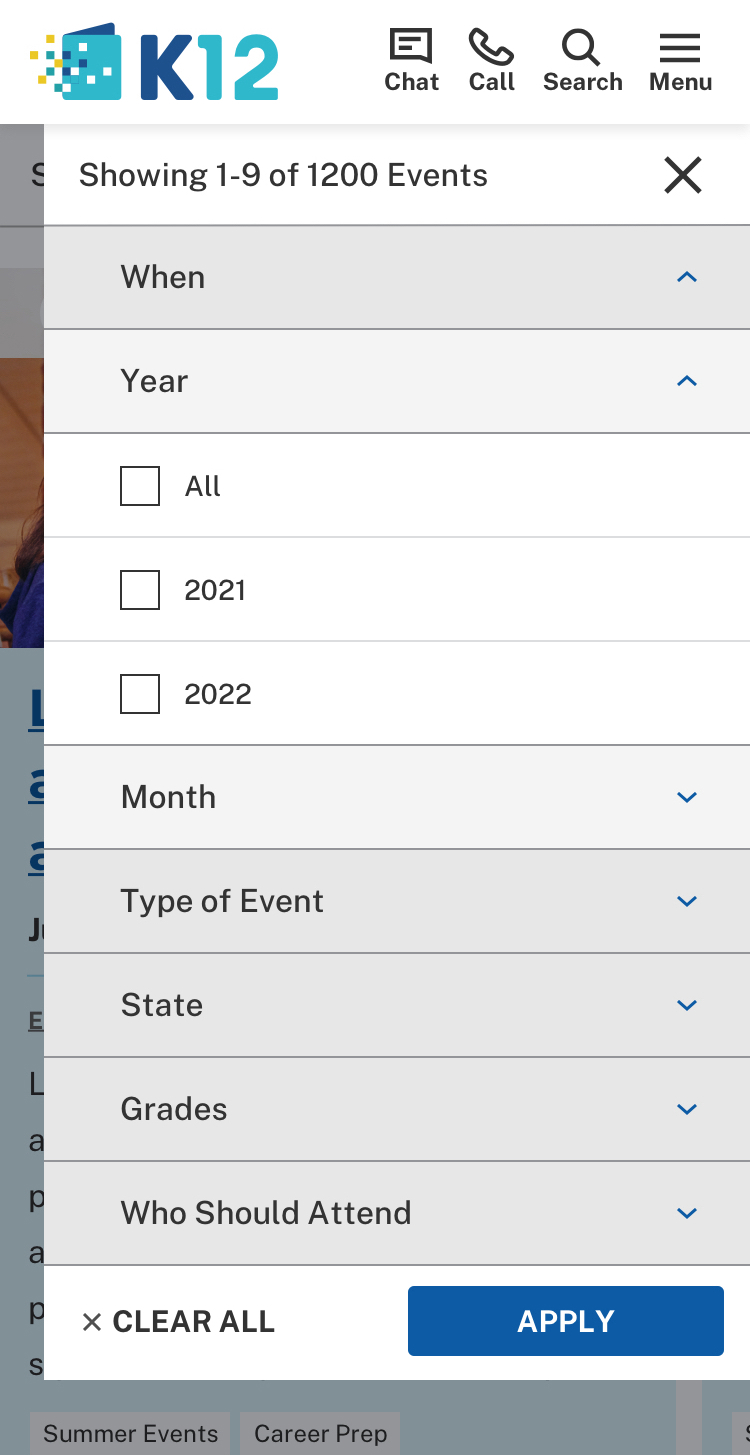 K12
Chat Call Search Menu
Showing 1-9 of 1200 Events
When
Year
All
2021
2022
Month
Type of Event
State
Grades
Who Should Attend
× CLEAR ALL APPLY
Summer Events Career Prep